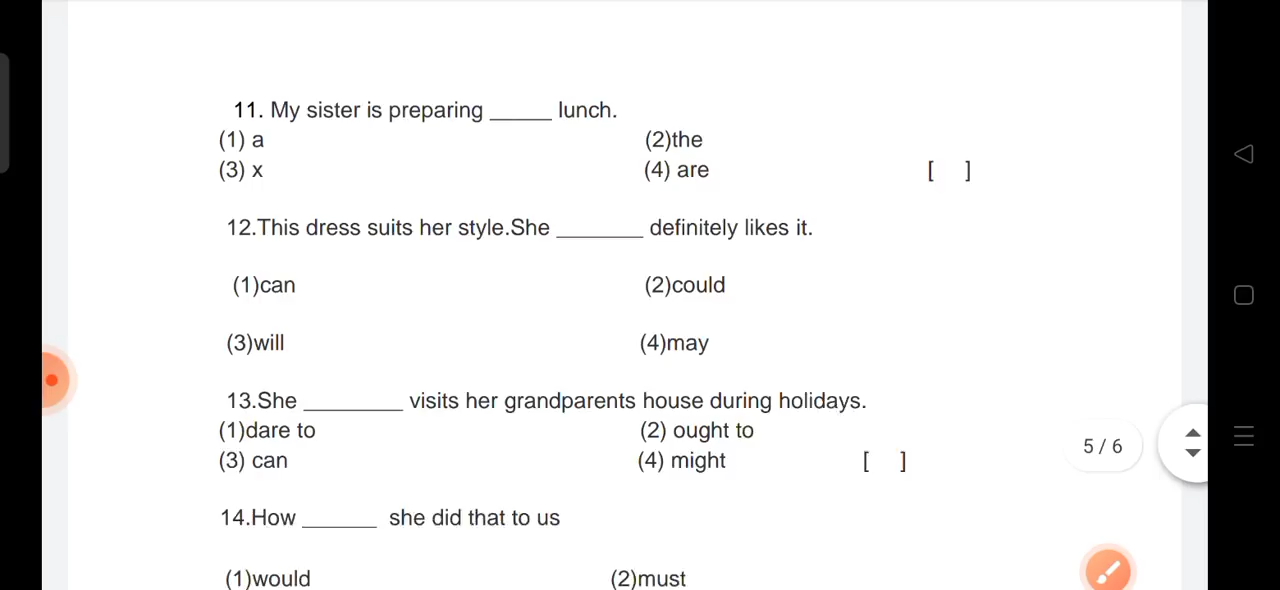 11. My sister is preparing _____ lunch.
(1) a (2)the
(3) x (4) are [ ]
12.This dress suits her style.She _______ definitely likes it.
(1)can (2)could
(3)will (4)may
13.She ________ visits her grandparents house during holidays.
(1)dare to (2) ought to
(3) can (4) might [ ]
5 / 6
14.How ______ she did that to us
(1)would (2)must